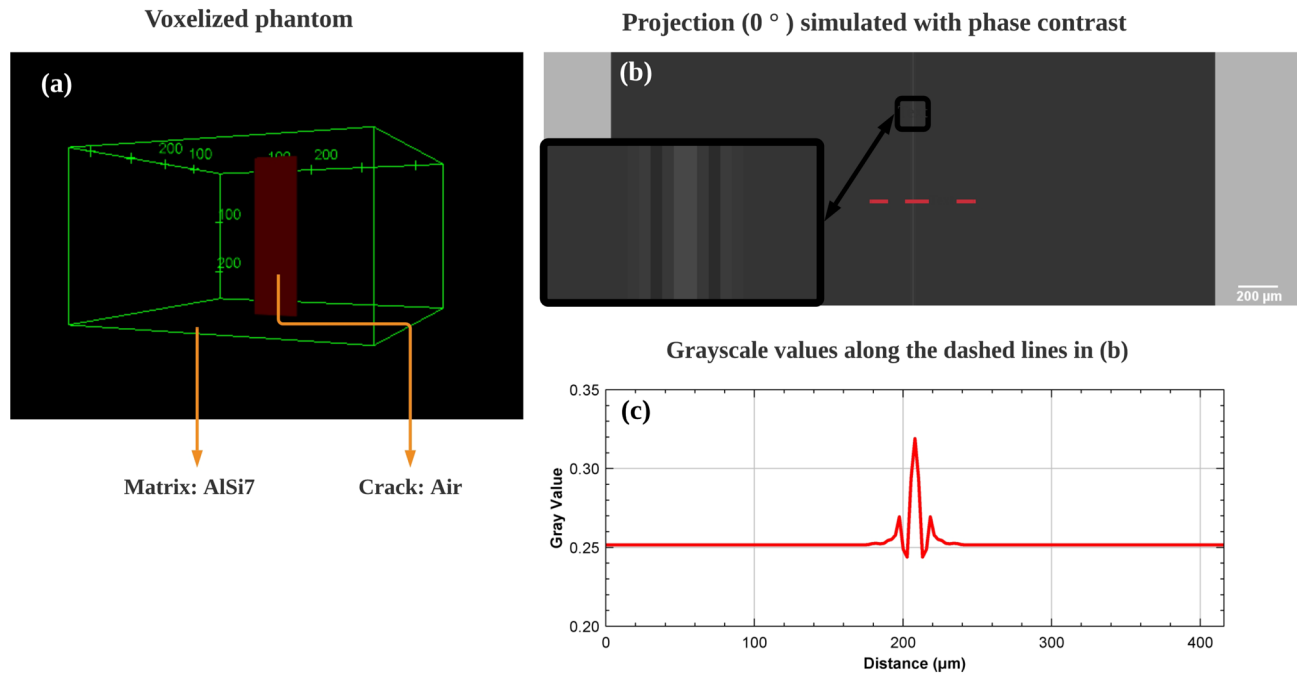 Voxelized phantom
Projection (0 ° ) simulated with phase contrast
(a)
200 100 100 200
100
200
Matrix: AlSi7
Crack: Air
(b)
200 µm
Grayscale values along the dashed lines in (b)
(c)
0.35
0.30
0.25
0.20
Gray Value
0 100 200 300 400
Distance (µm)